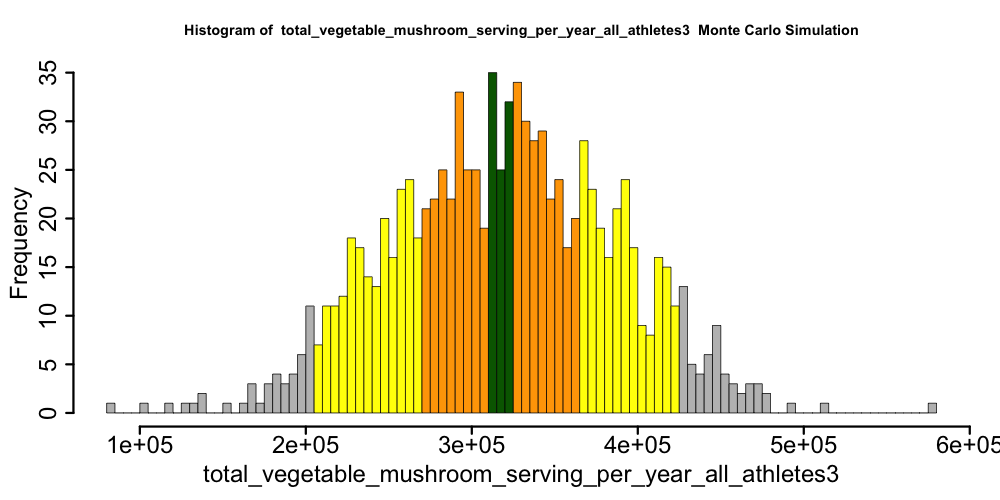 Histogram of  total_vegetable_mushroom_serving_per_year_all_athletes3  Monte Carlo Simulation
Frequency
35
30
25
20
15
10
5
0
1e+05 2e+05 3e+05 4e+05 5e+05 6e+05
total_vegetable_mushroom_serving_per_year_all_athletes3